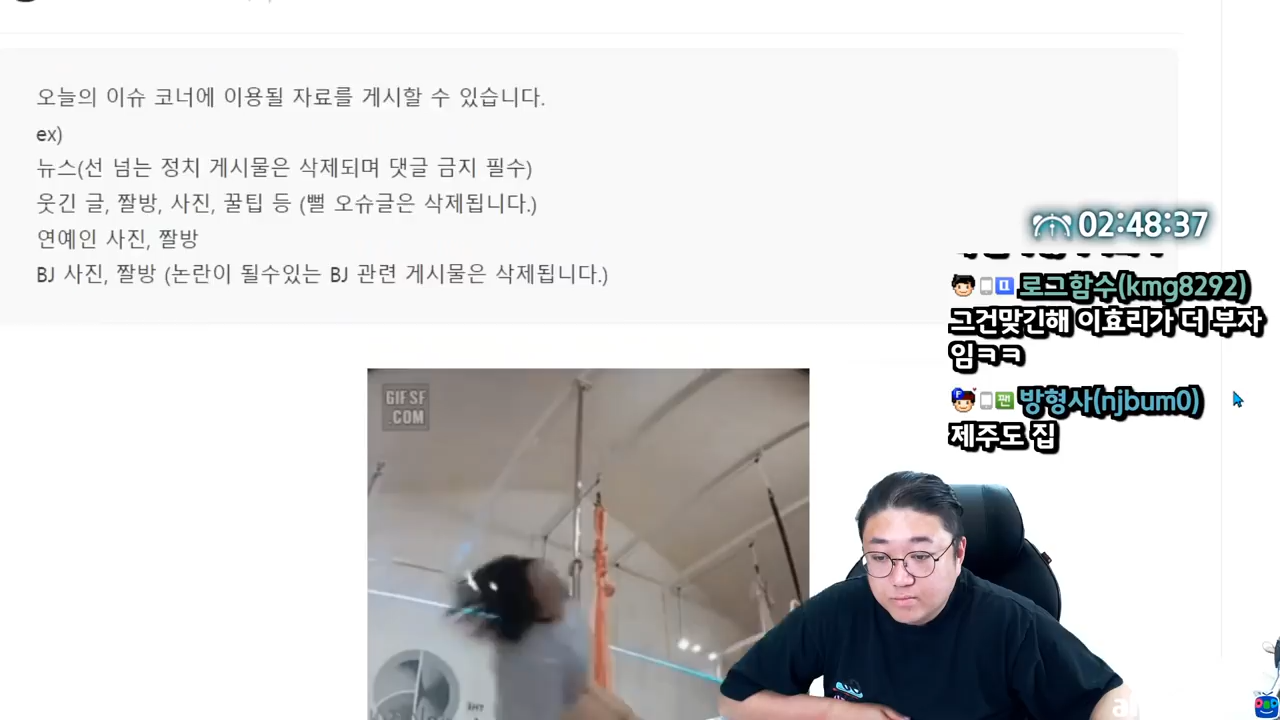 오늘의 이슈 코너에 이용될 자료를 게시할 수 있습니다.
ex)
뉴스(선 넘는 정치 게시물은 삭제되며 댓글 금지 필수)
웃긴 글, 짤방, 사진, 꿀팁 등 (뻘 오슈글은 삭제됩니다.)
연예인 사진, 짤방
BJ 사진, 짤방 (논란이 될수있는 BJ 관련 게시물은 삭제됩니다.)
02:48:37
로그함수(kmg8292)
그건맞긴해 이효리가 더 부자
임ㅋㅋ
팬 방형사(njbum0)
제주도 집
GIFSF
.COM